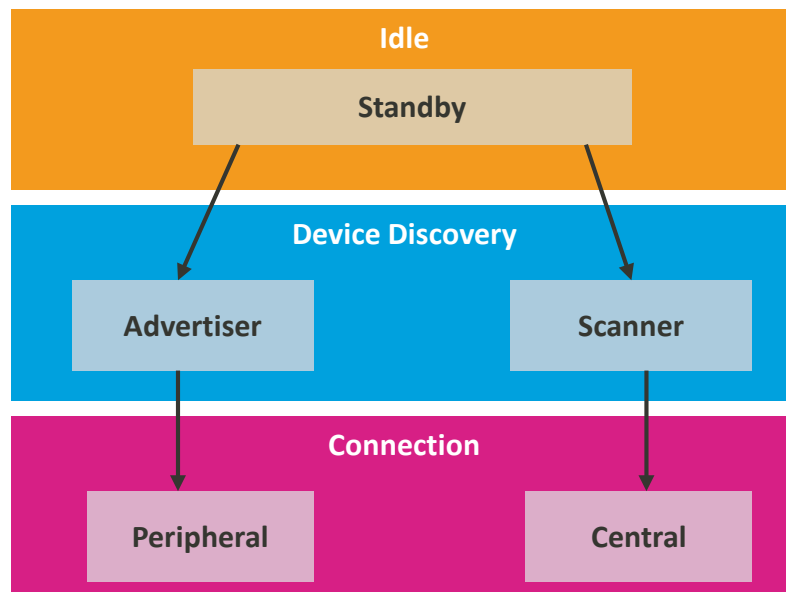 Idle
Standby
Device Discovery
Advertiser
Scanner
Connection
Peripheral
Central